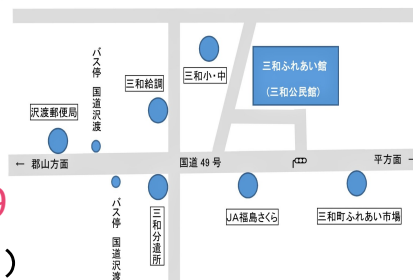 バス停 国道沢渡
三和給調
三和小・中
三和ふれあい館
(三和公民館)
沢渡郵便局
← 郡山方面
国道 49 号
平方面 →
9
バス停 国道沢渡
三和分遣所
JA福島さくら
三和町ふれあい市場
)